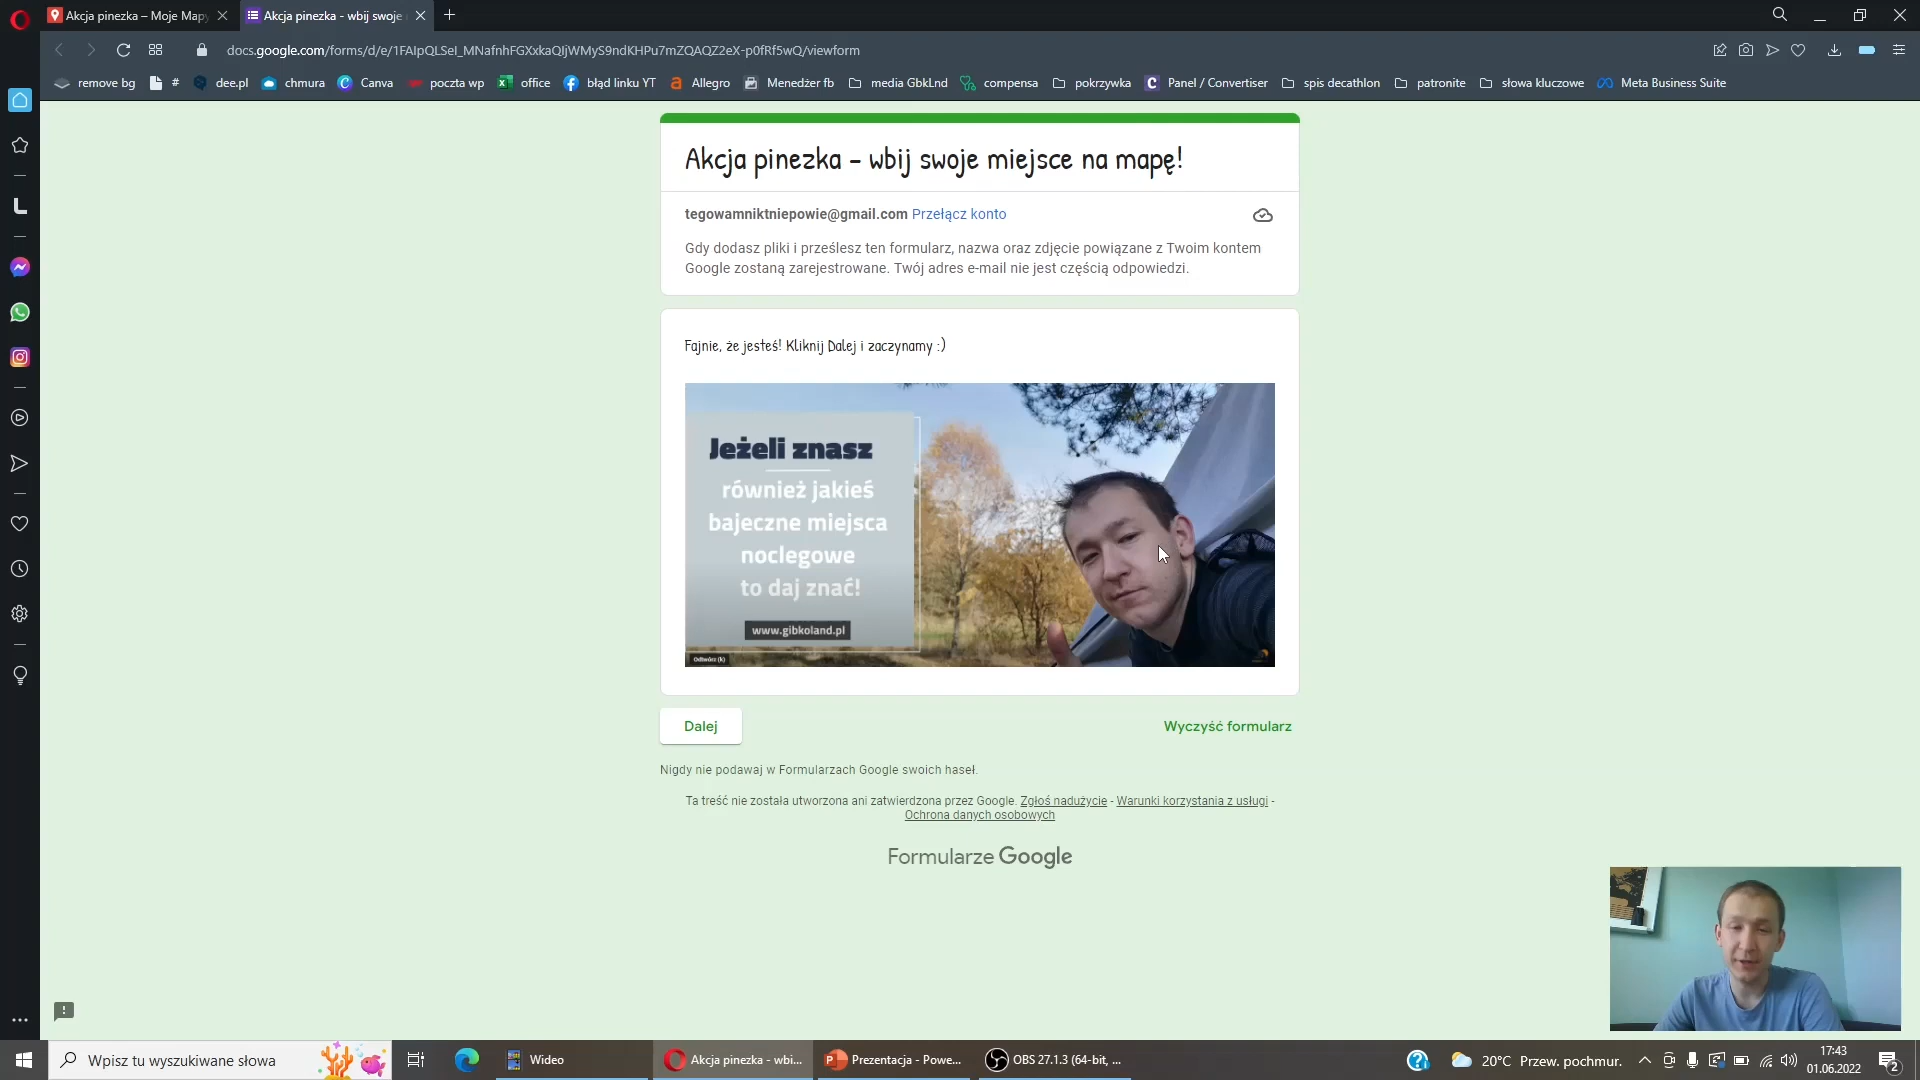 Akcja pinezka – Moje Mapy
Akcja pinezka - wbij swoje
docs.google.com/forms/d/e/1FAIpQLSeI_MNafnhFGXxkaQIjWMyS9ndKHPu7mZQAQZ2eX-p0fRf5wQ/viewform
remove bg
#
dee.pl
chmura
Canva
poczta wp
office
błąd linku YT
Allegro
Menedżer fb
media GbkLnd
compensa
pokrzywka
Panel / Convertiser
spis decathlon
patronite
słowa kluczowe
Meta Business Suite
Akcja pinezka – wbij swoje miejsce na mapę!
tegowamniktniepowie@gmail.com Przełącz konto
Gdy dodasz pliki i prześlesz ten formularz, nazwa oraz zdjęcie powiązane z Twoim kontem
Google zostaną zarejestrowane. Twój adres e-mail nie jest częścią odpowiedzi.
Fajnie, że jesteś! Kliknij Dalej i zaczynamy :)
Jeżeli znasz
również jakieś
bajeczne miejsca
noclegowe
to daj znać!
www.gibkoland.pl
Odtwórz (k)
Dalej
Wyczyść formularz
Nigdy nie podawaj w Formularzach Google swoich haseł.
Ta treść nie została utworzona ani zatwierdzona przez Google. Zgłoś nadużycie - Warunki korzystania z usługi -
Ochrona danych osobowych
Formularze Google
Wpisz tu wyszukiwane słowa
Wideo
Akcja pinezka - wbi...
Prezentacja - Powe...
OBS 27.1.3 (64-bit, ...
20°C Przew. pochmur.
17:43
01.06.2022
2